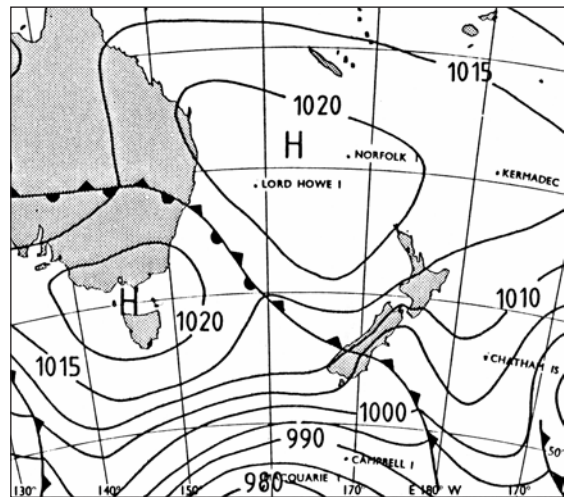 1015
1020
H
NORFOLK I
KERMADEC
LORD HOWE I
H
1020
1010
1015
CHATHAM IS
1000
990
50°
CAMPBELL I
980
130° 140° 150° 170° E 180° W 170°